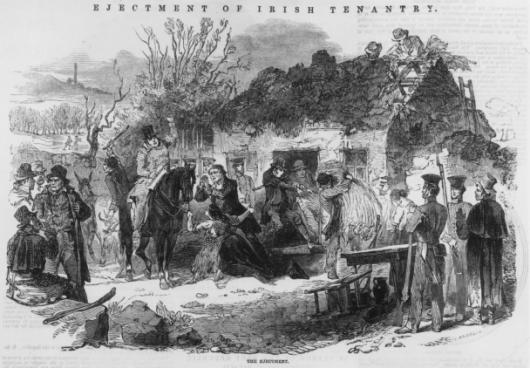 EJECTMENT OF IRISH TENANTRY.
THE EJECTMENT.